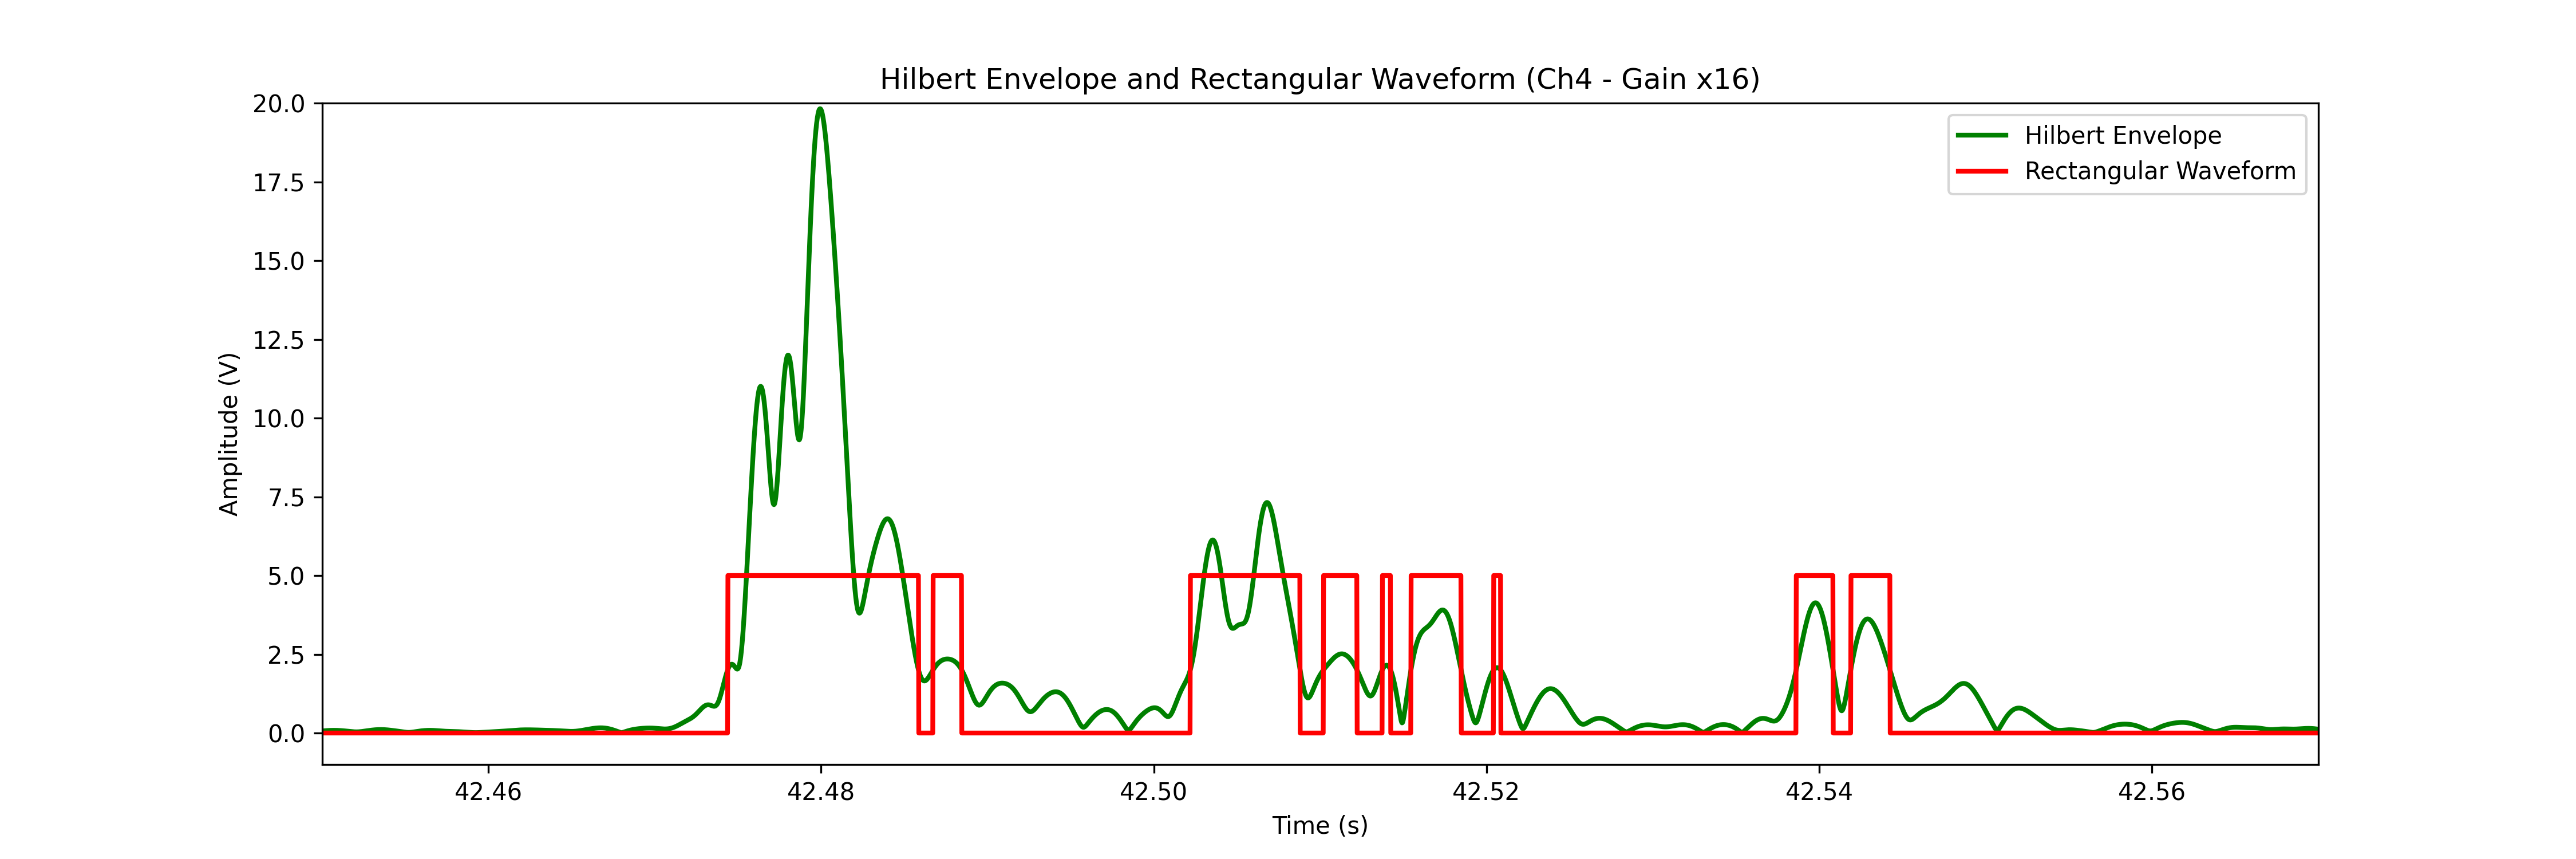 Hilbert Envelope and Rectangular Waveform (Ch4 - Gain x16)
20.0
17.5
15.0
12.5
10.0
7.5
5.0
2.5
0.0
Amplitude (V)
Hilbert Envelope
Rectangular Waveform
42.46 42.48 42.50 42.52 42.54 42.56
Time (s)